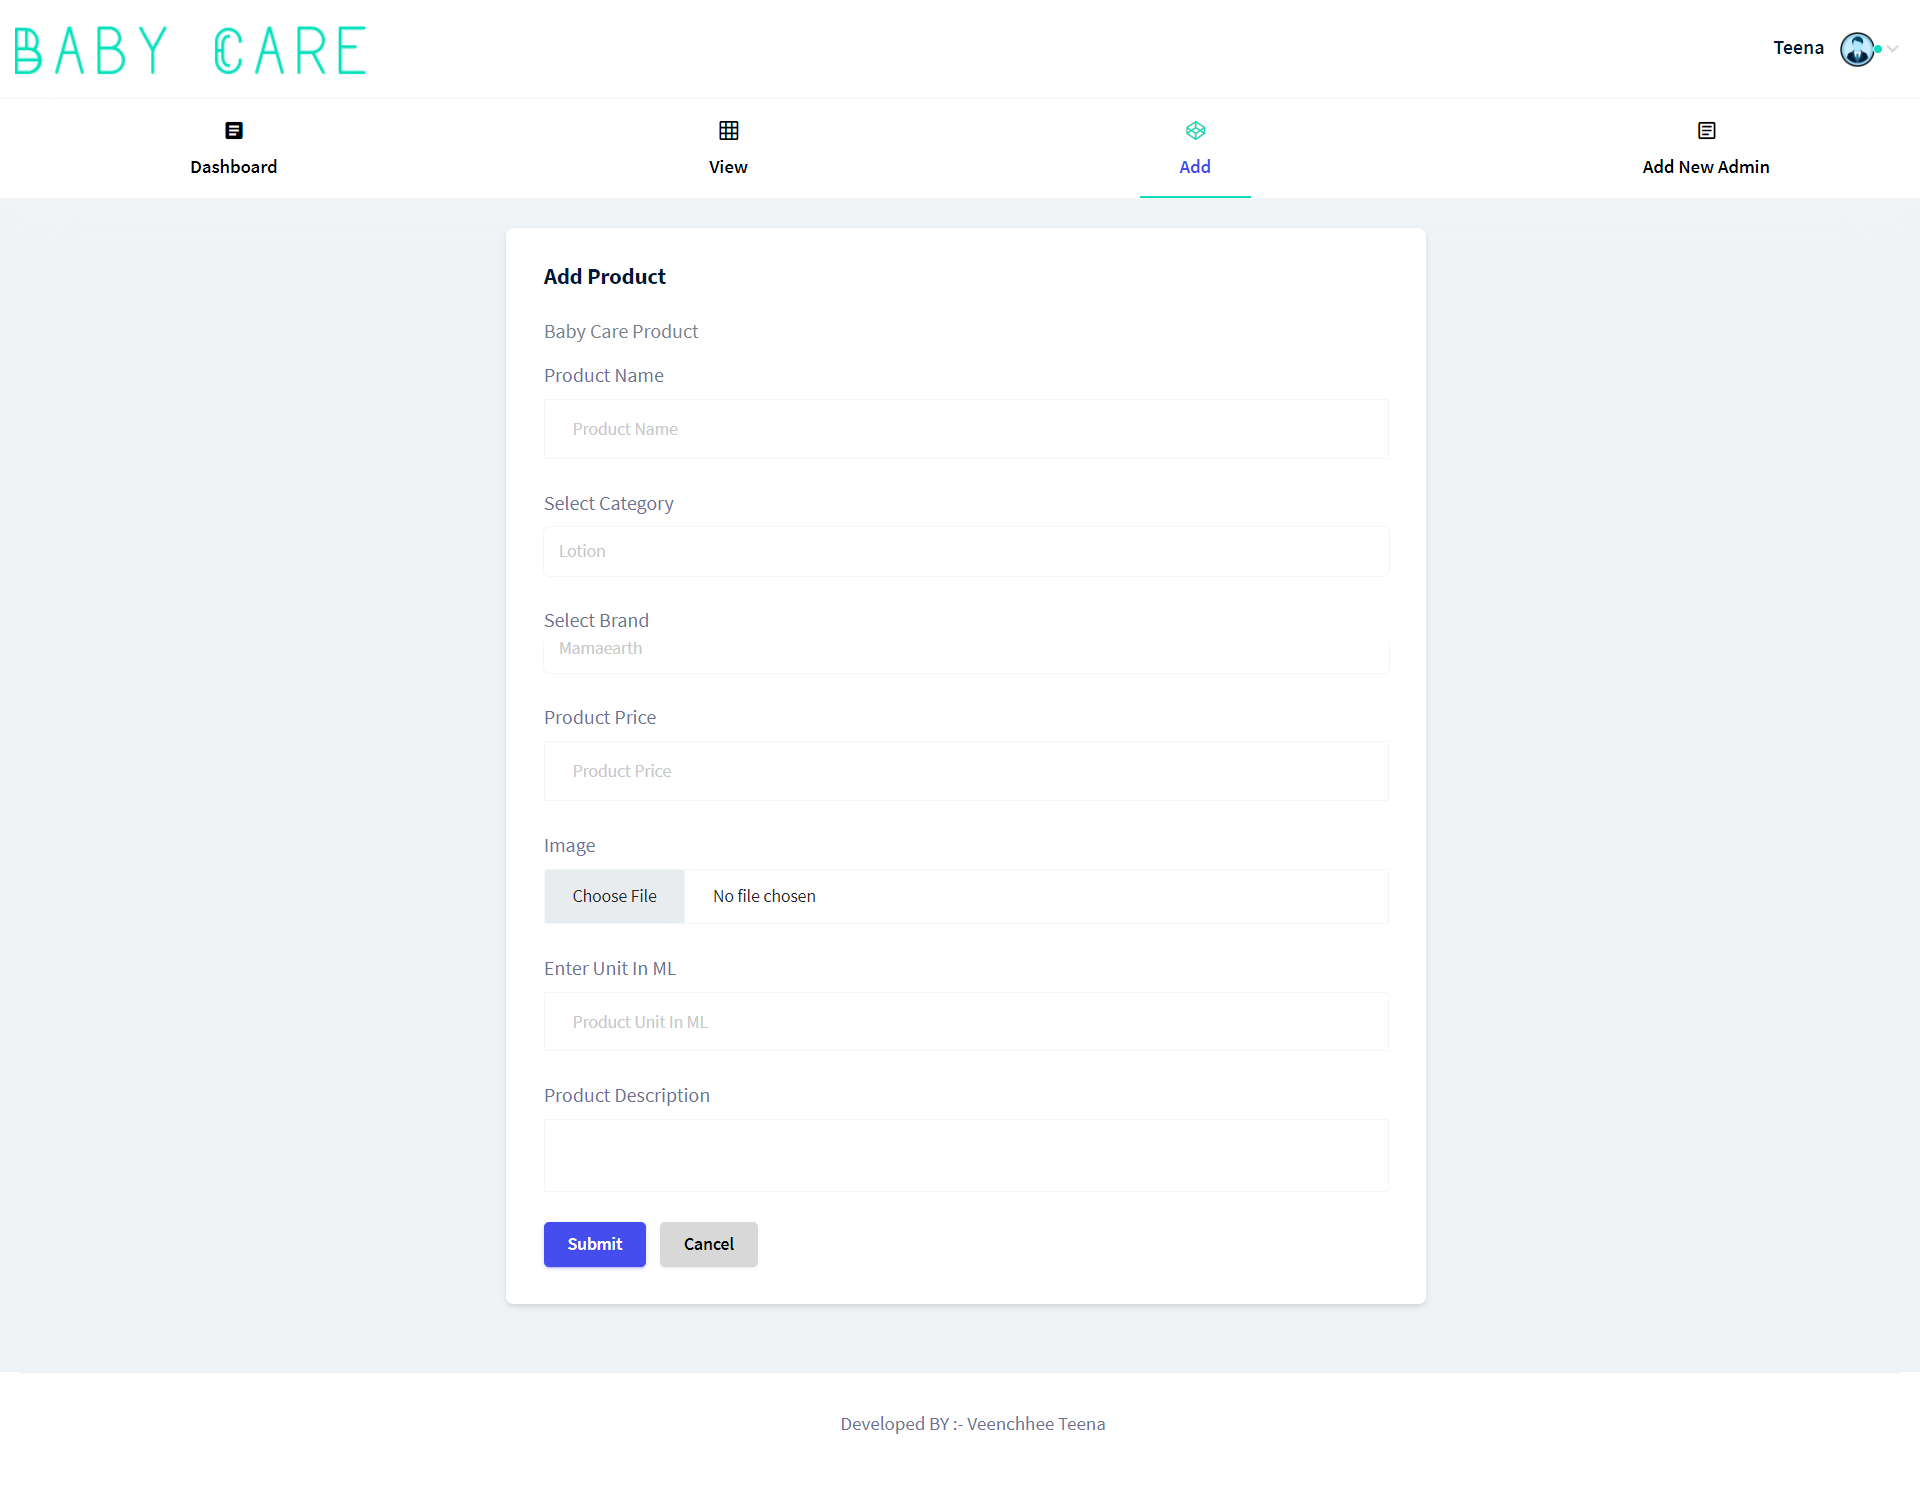 BABY CARE
Teena
Dashboard
View
Add
Add New Admin
Add Product
Baby Care Product
Product Name
Product Name
Select Category
Lotion
Select Brand
Mamaearth
Product Price
Product Price
Image
Choose File
No file chosen
Enter Unit In ML
Product Unit In ML
Product Description
Submit
Cancel
Developed BY :- Veenchhee Teena